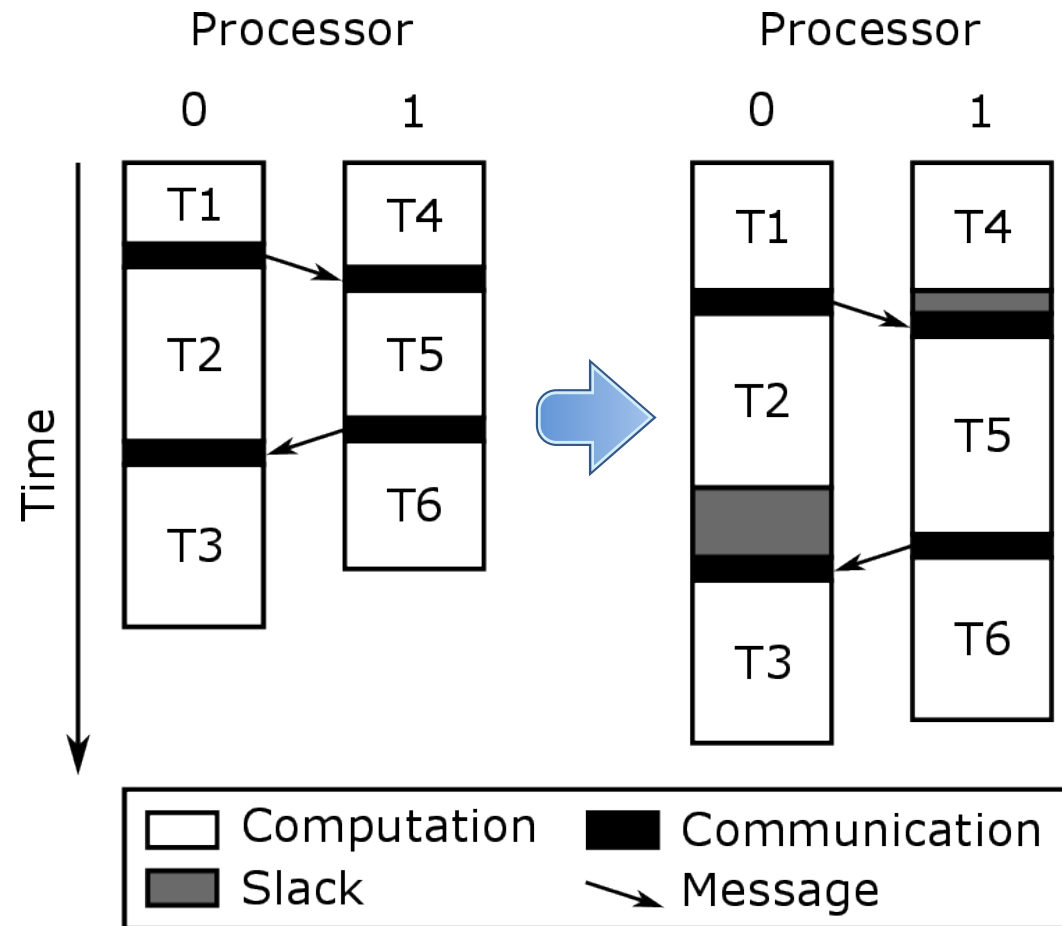 Processor
Processor
0
1
0
1
T1
T4
T1
T4
T2
T5
T2
T5
Time
T3
T6
T3
T6
Computation
Communication
Slack
Message